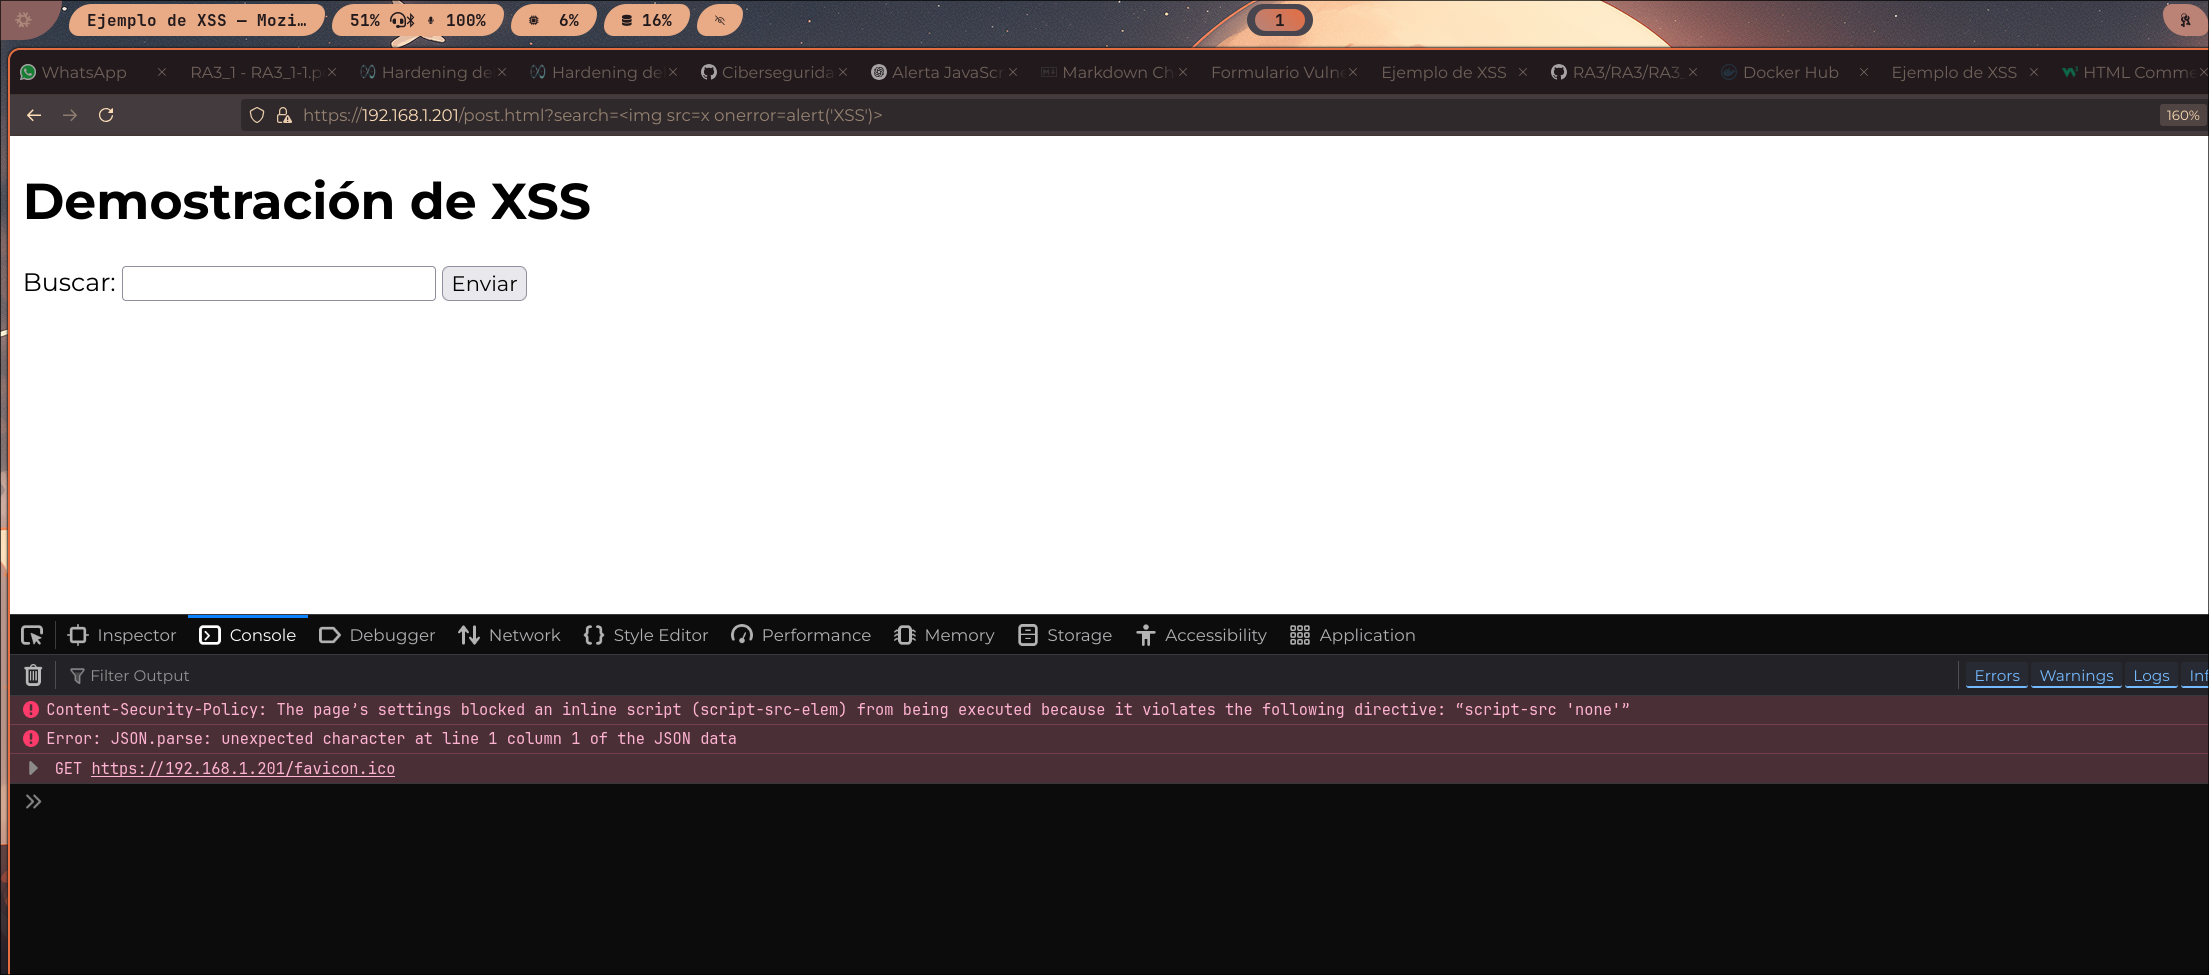 Ejemplo de XSS — Mozi… 51% 100% 6% 16% 1
WhatsApp RA3_1 - RA3_1-1.p Hardening de Hardening de Cibersegurida Alerta JavaScr Markdown Ch Formulario Vulne Ejemplo de XSS RA3/RA3/RA3_ Docker Hub Ejemplo de XSS HTML Comme
https://192.168.1.201/post.html?search=<img src=x onerror=alert('XSS')> 160%
Demostración de XSS
Buscar: Enviar
Inspector Console Debugger Network Style Editor Performance Memory Storage Accessibility Application
Filter Output Errors Warnings Logs Inf
Content-Security-Policy: The page’s settings blocked an inline script (script-src-elem) from being executed because it violates the following directive: “script-src 'none'”
Error: JSON.parse: unexpected character at line 1 column 1 of the JSON data
GET https://192.168.1.201/favicon.ico